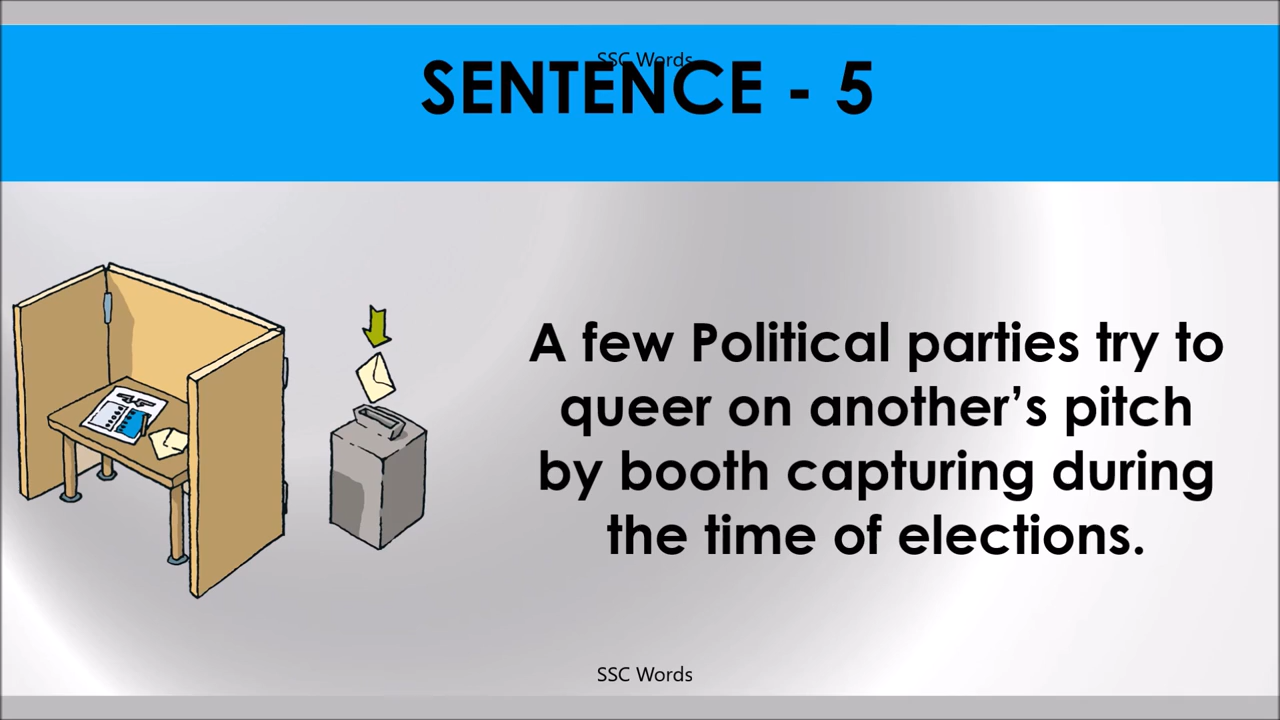 SSC Words
SENTENCE - 5
A few Political parties try to
queer on another’s pitch
by booth capturing during
the time of elections.
SSC Words